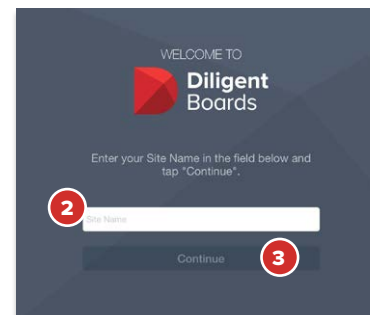 WELCOME TO
Diligent
Boards
Enter your Site Name in the field below and
tap "Continue".
2
Site Name
Continue
3